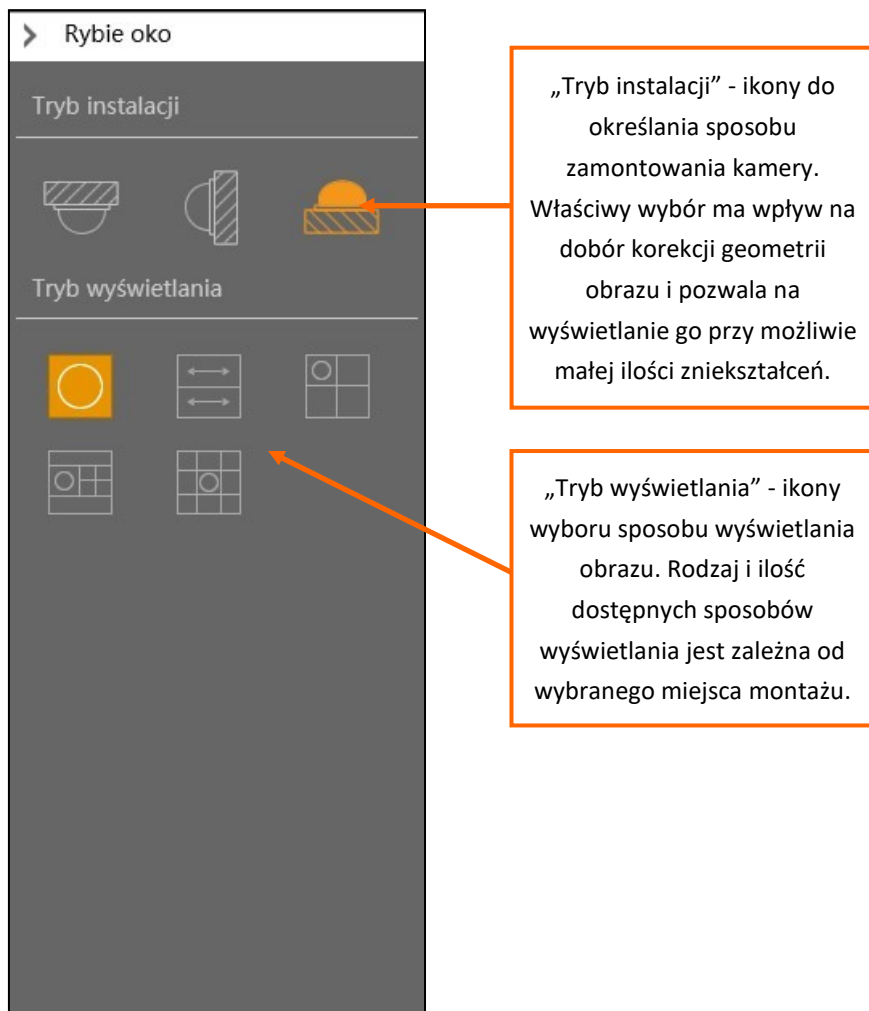 Rybie oko
Tryb instalacji
Tryb wyświetlania
„Tryb instalacji” - ikony do
określania sposobu
zamontowania kamery.
Właściwy wybór ma wpływ na
dobór korekcji geometrii
obrazu i pozwala na
wyświetlanie go przy możliwie
małej ilości zniekształceń.
„Tryb wyświetlania” - ikony
wyboru sposobu wyświetlania
obrazu. Rodzaj i ilość
dostępnych sposobów
wyświetlania jest zależna od
wybranego miejsca montażu.